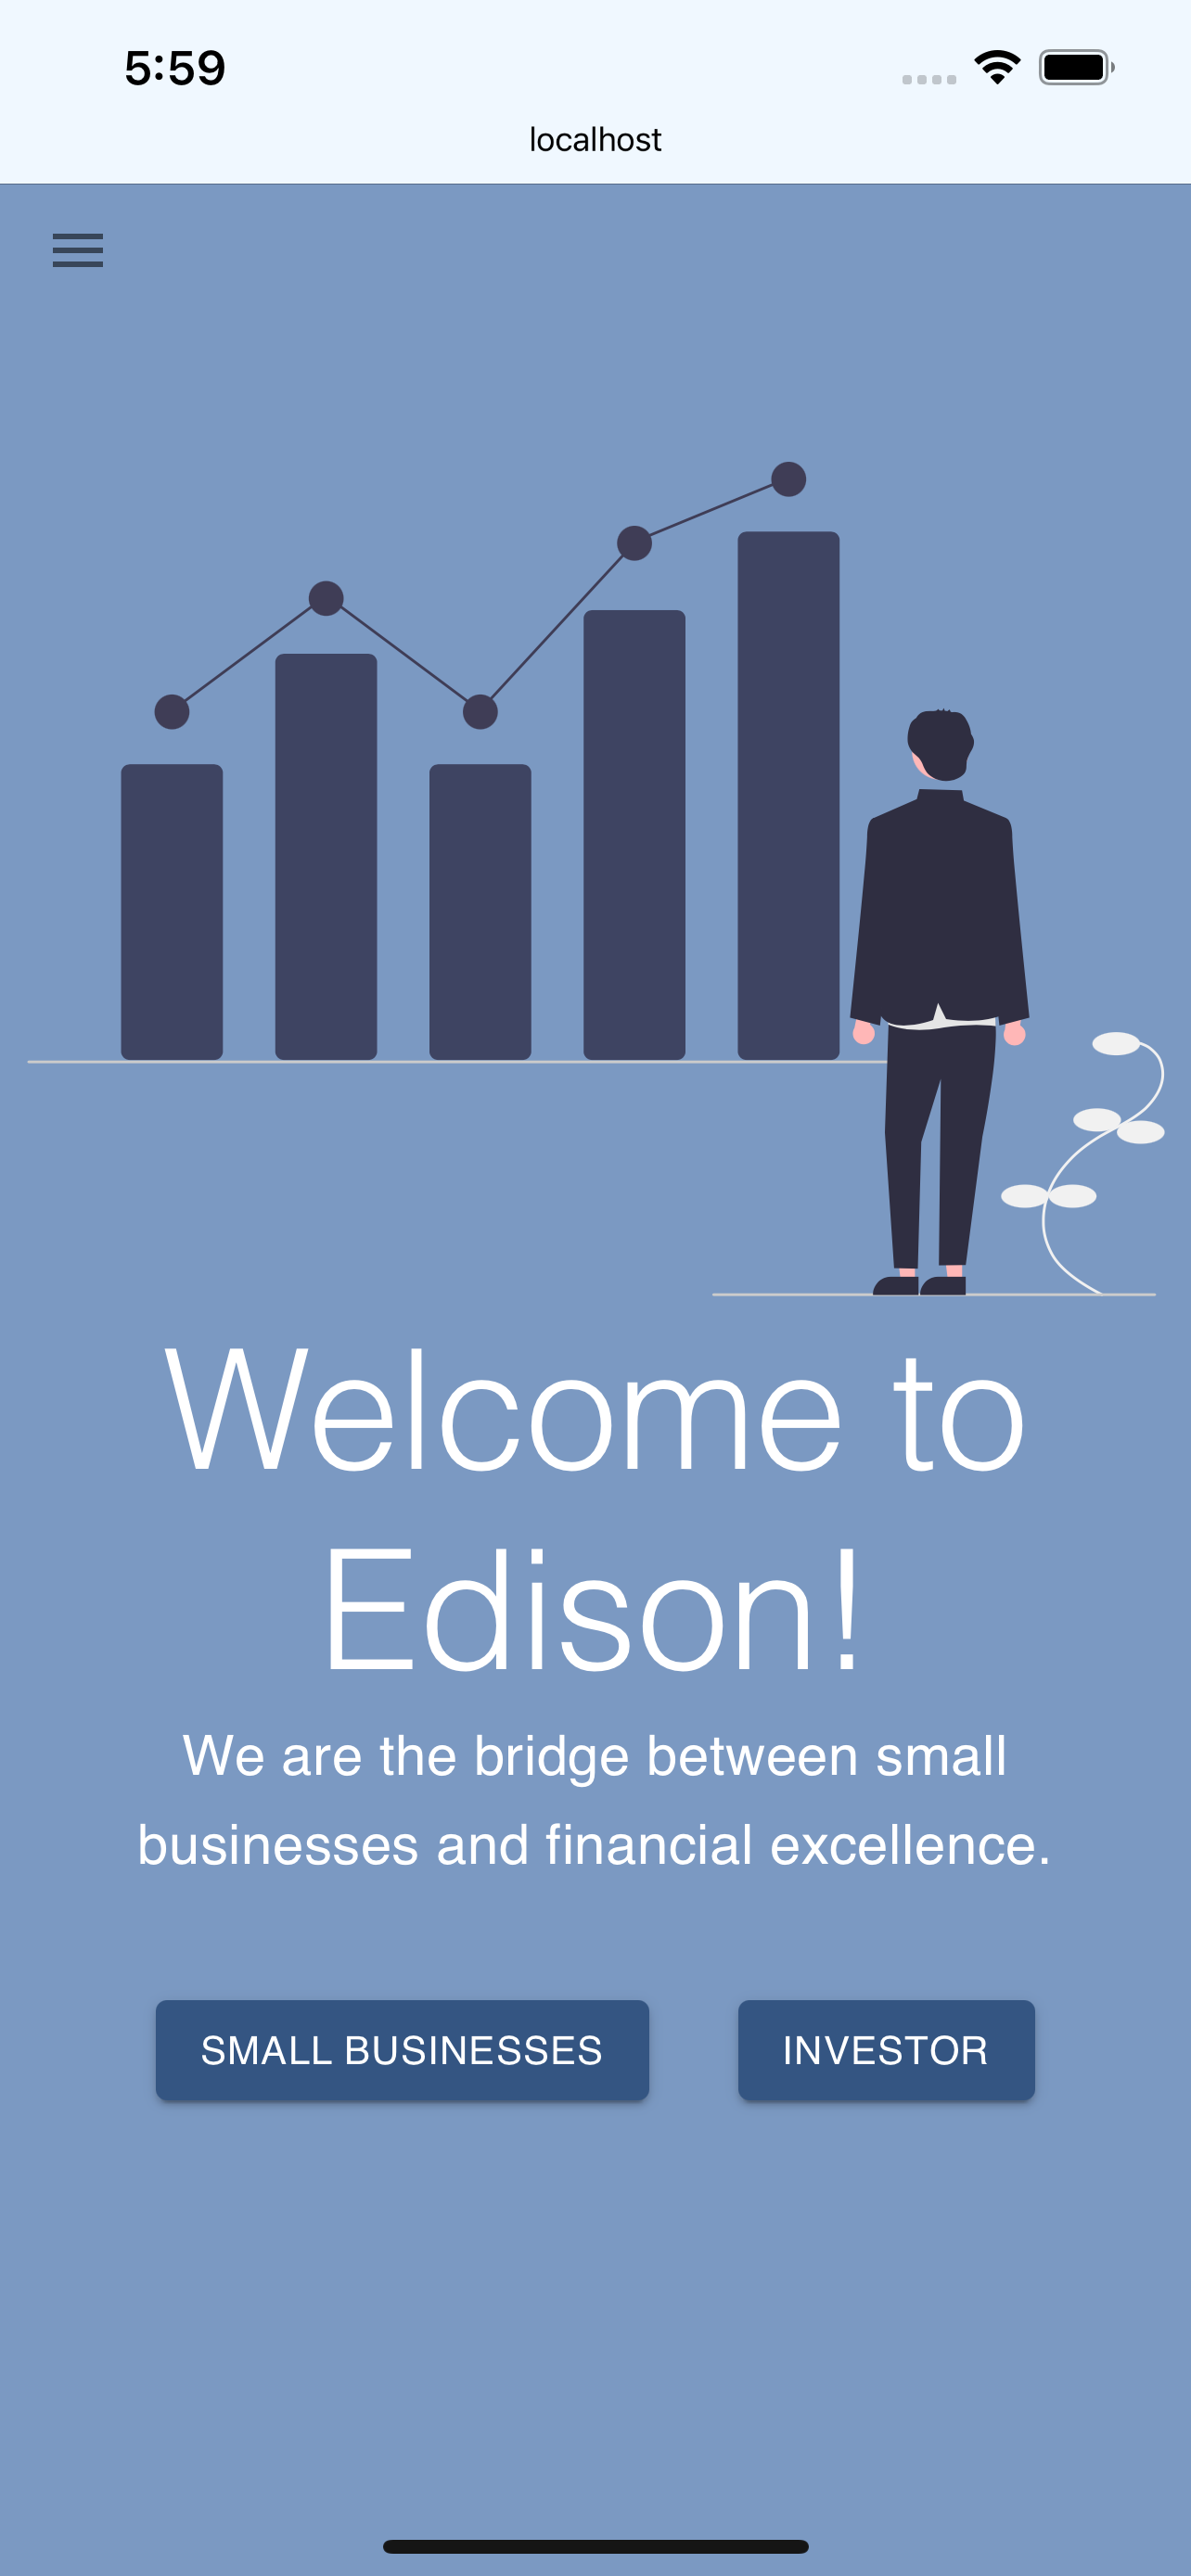 5:59
localhost
Welcome to
Edison!
We are the bridge between small
businesses and financial excellence.
SMALL BUSINESSES
INVESTOR